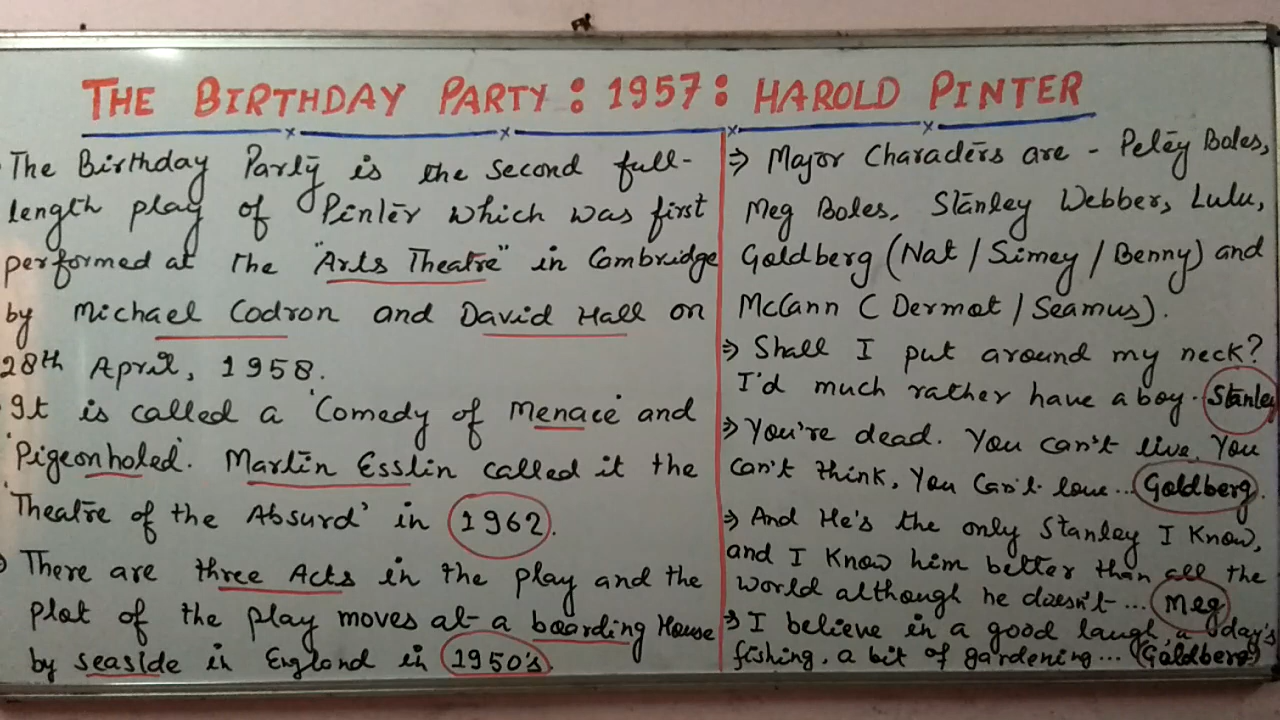 THE BIRTHDAY PARTY : 1957 : HAROLD PINTER
The Birthday Party is the second full-
length play of Pinter which was first
performed at the "Arts Theatre" in Cambridge
by Michael Codron and David Hall on
28th April, 1958.
It is called a 'Comedy of Menace' and
'Pigeonholed'. Martin Esslin called it the
'Theatre of the Absurd' in 1962.
There are three Acts in the play and the
plot of the play moves at a boarding House
by seaside in England in 1950's.
⇒ Major Characters are - Petey Boles,
Meg Boles, Stanley Webber, Lulu,
Goldberg (Nat / Simey / Benny) and
McCann ( Dermot / Seamus).
⇒ Shall I put around my neck?
I'd much rather have a boy. Stanley
⇒ You're dead. You can't live, You
can't think, You Can't love... Goldberg.
⇒ And He's the only Stanley I Know,
and I Know him better than all the
world although he doesn't... Meg
⇒ I believe in a good laugh, a day's
fishing, a bit of gardening... (Goldberg)